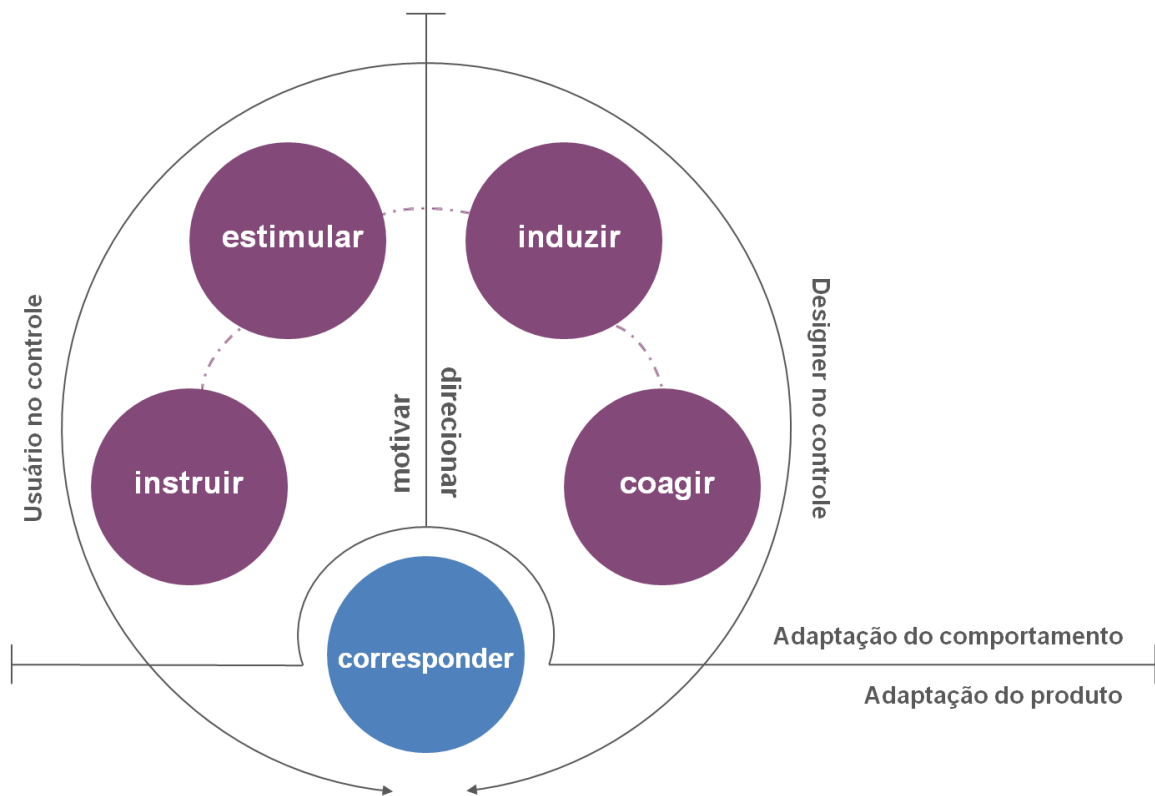 estimular
induzir
Usuário no controle
motivar
direcionar
Designer no controle
instruir
coagir
corresponder
Adaptação do comportamento
Adaptação do produto